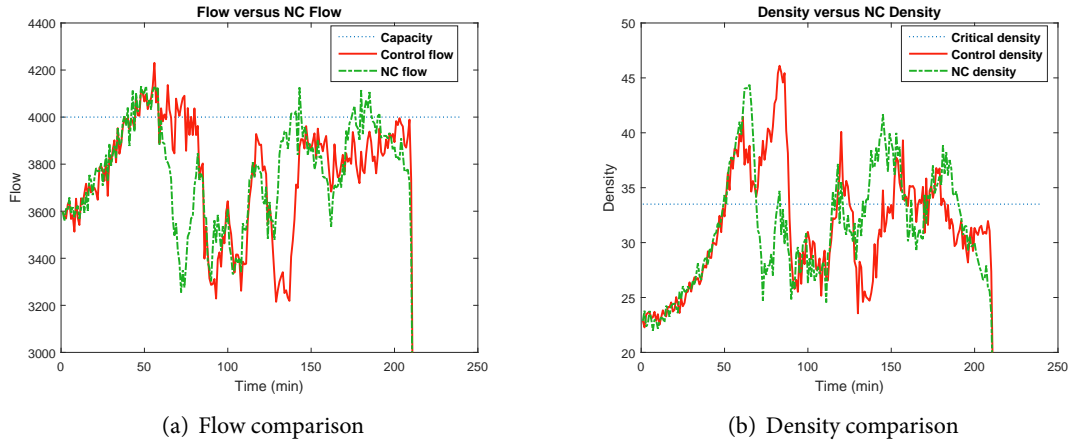 Flow versus NC Flow
4400
4200
4000
3800
3600
3400
3200
3000
Flow
Capacity
Control flow
NC flow
0 50 100 150 200 250
Time (min)
(a) Flow comparison
Density versus NC Density
50
45
40
35
30
25
20
Density
Critical density
Control density
NC density
0 50 100 150 200 250
Time (min)
(b) Density comparison